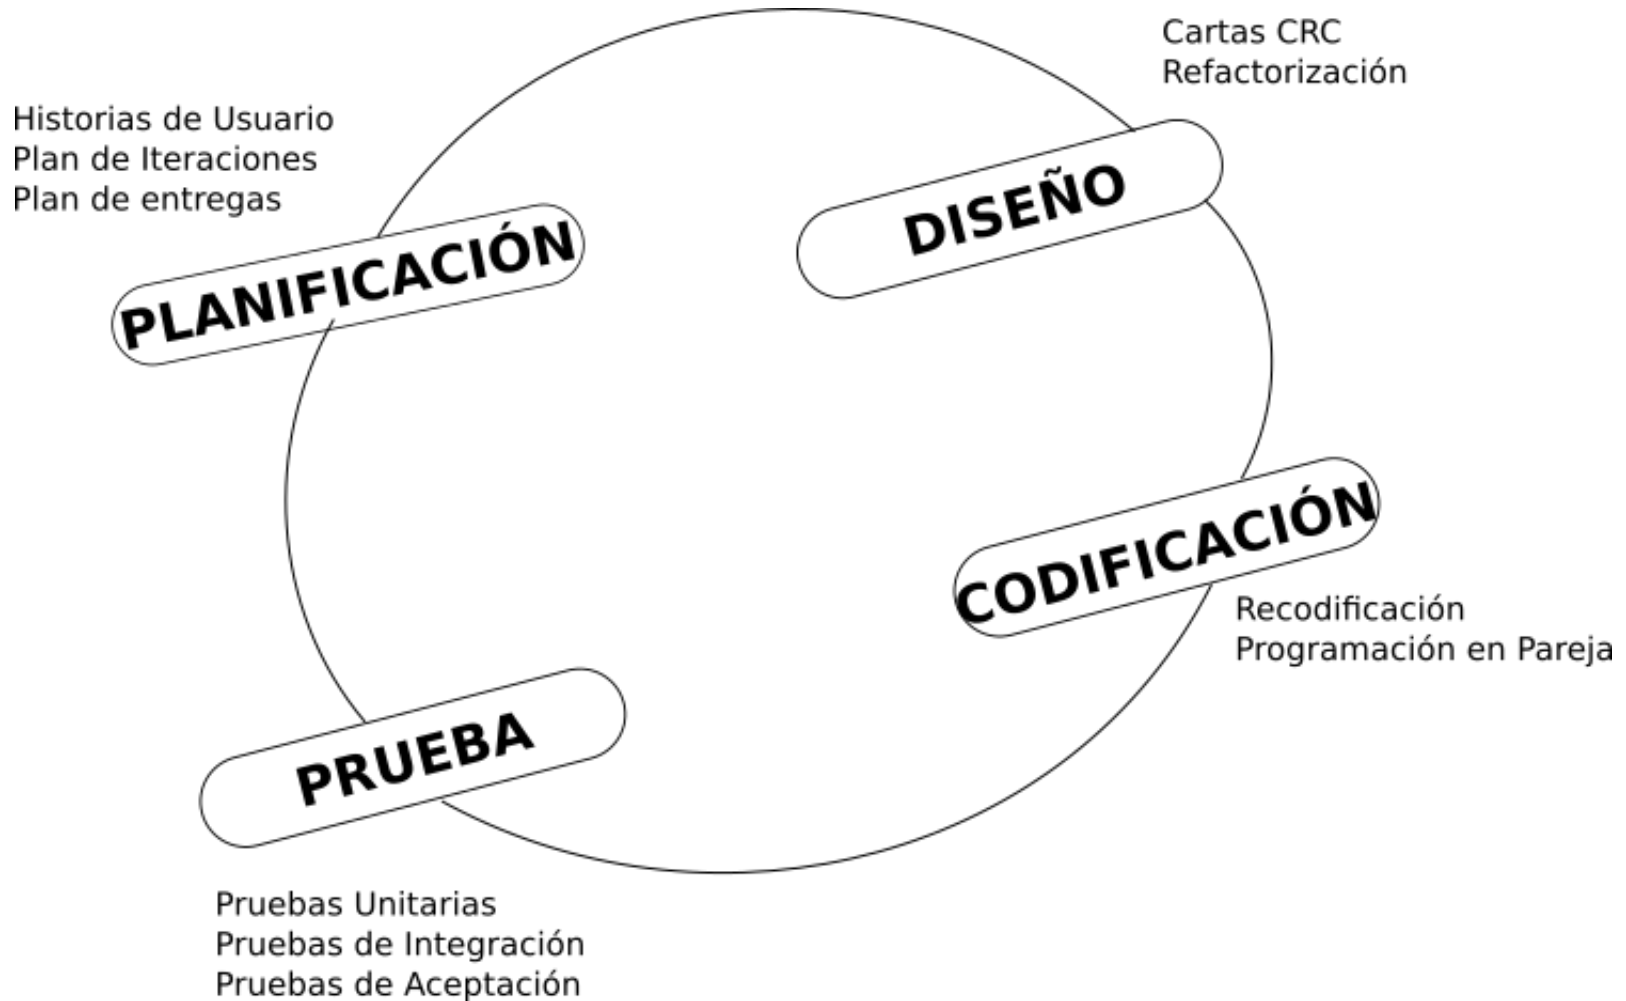 Cartas CRC
Refactorización
Historias de Usuario
Plan de Iteraciones
Plan de entregas
DISEÑO
PLANIFICACIÓN
CODIFICACIÓN
Recodificación
Programación en Pareja
PRUEBA
Pruebas Unitarias
Pruebas de Integración
Pruebas de Aceptación